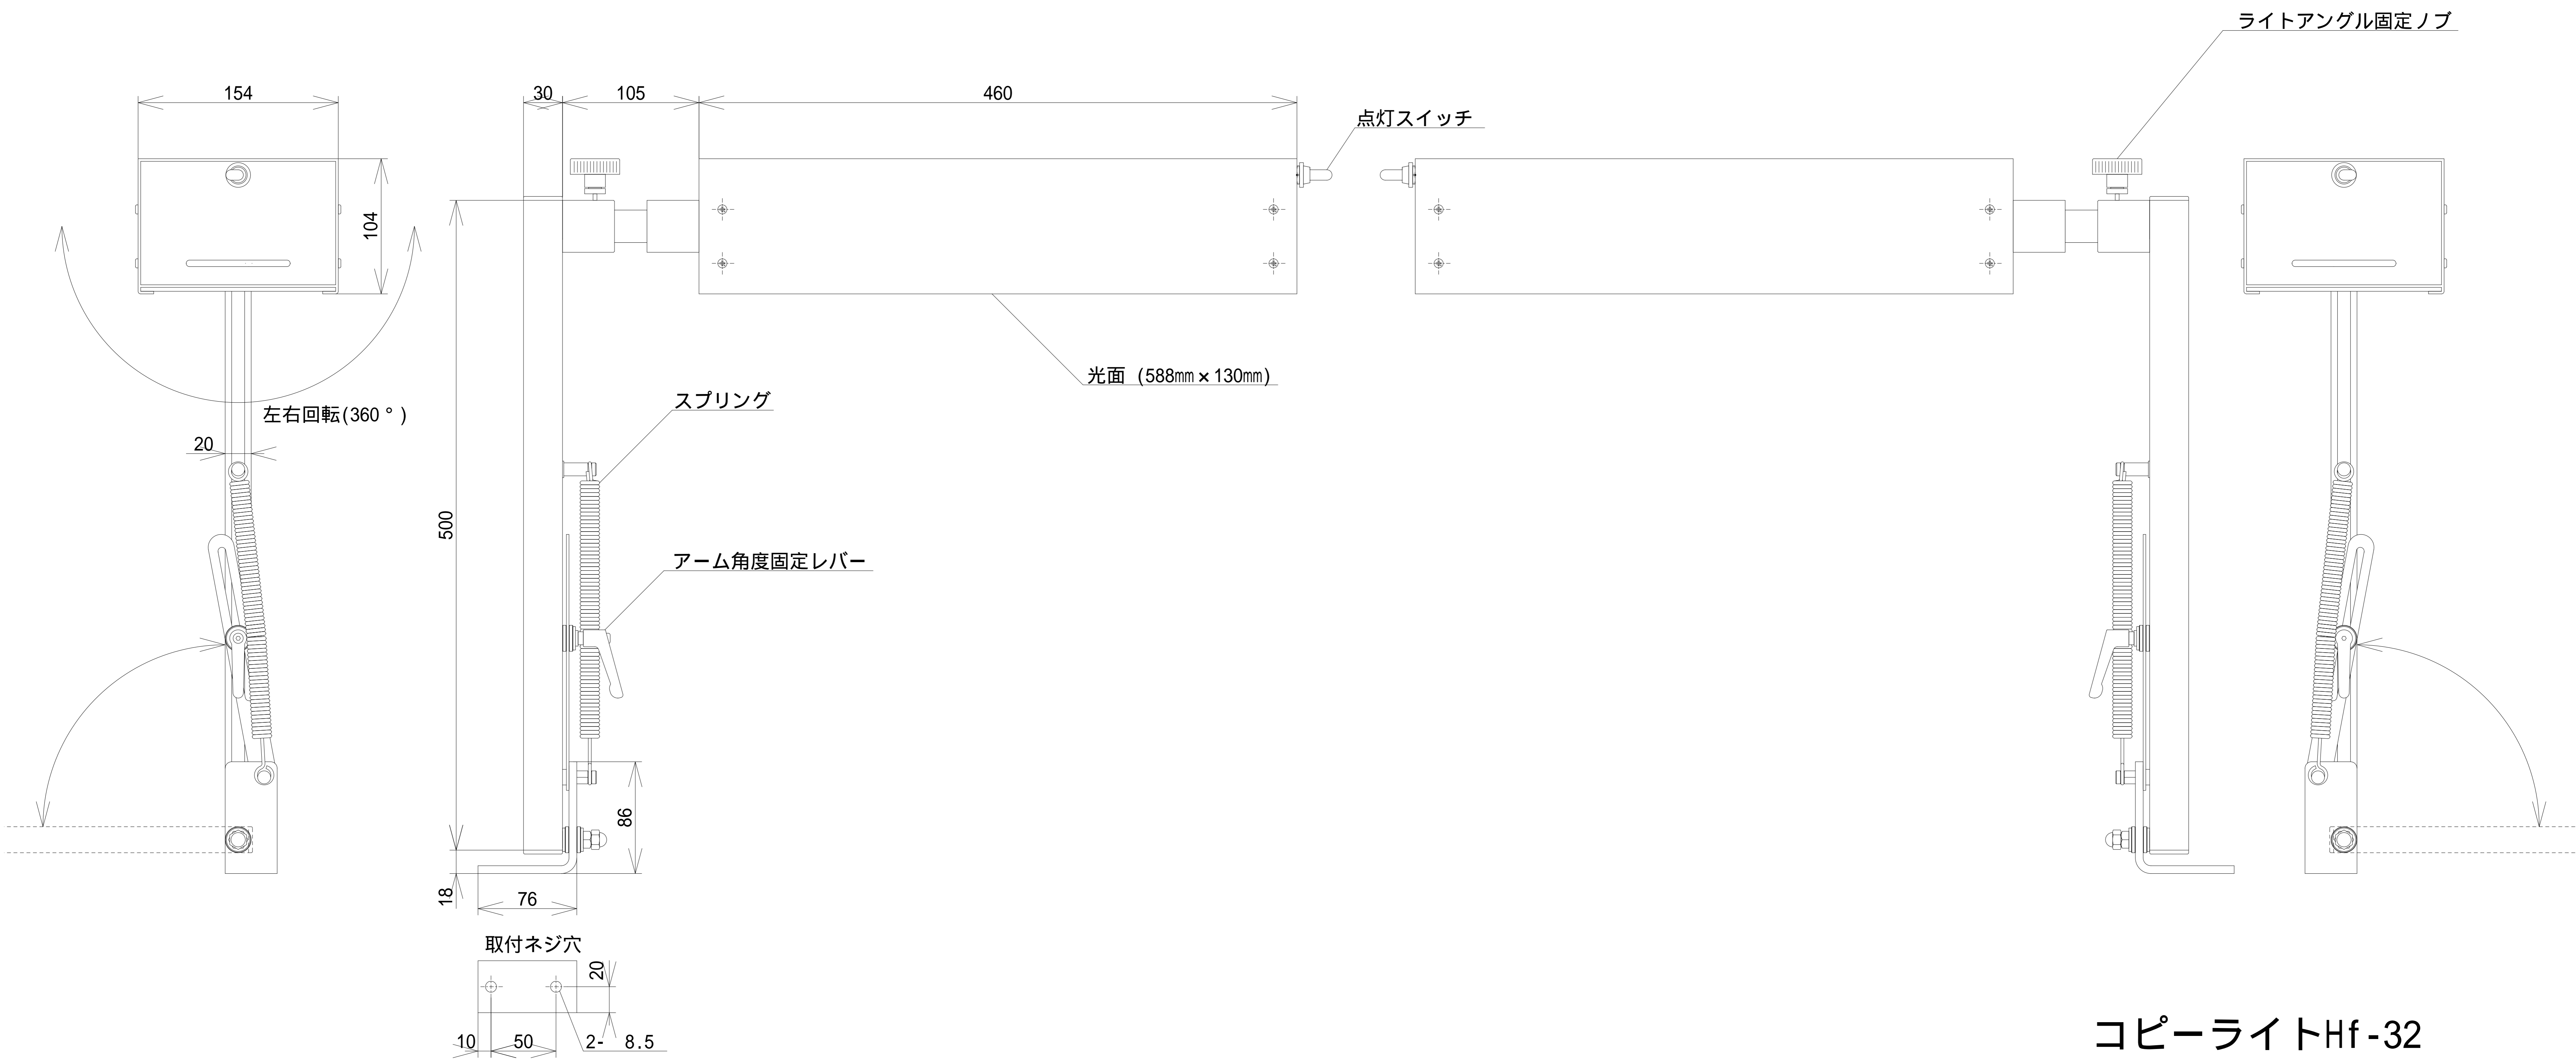 ライトアングル固定ノブ
154
30
105
460
点灯スイッチ
104
光面 (588mm×130mm)
スプリング
左右回転(360°)
20
500
アーム角度固定レバー
86
18
76
取付ネジ穴
20
10
50
2- 8.5
コピーライトHf-32